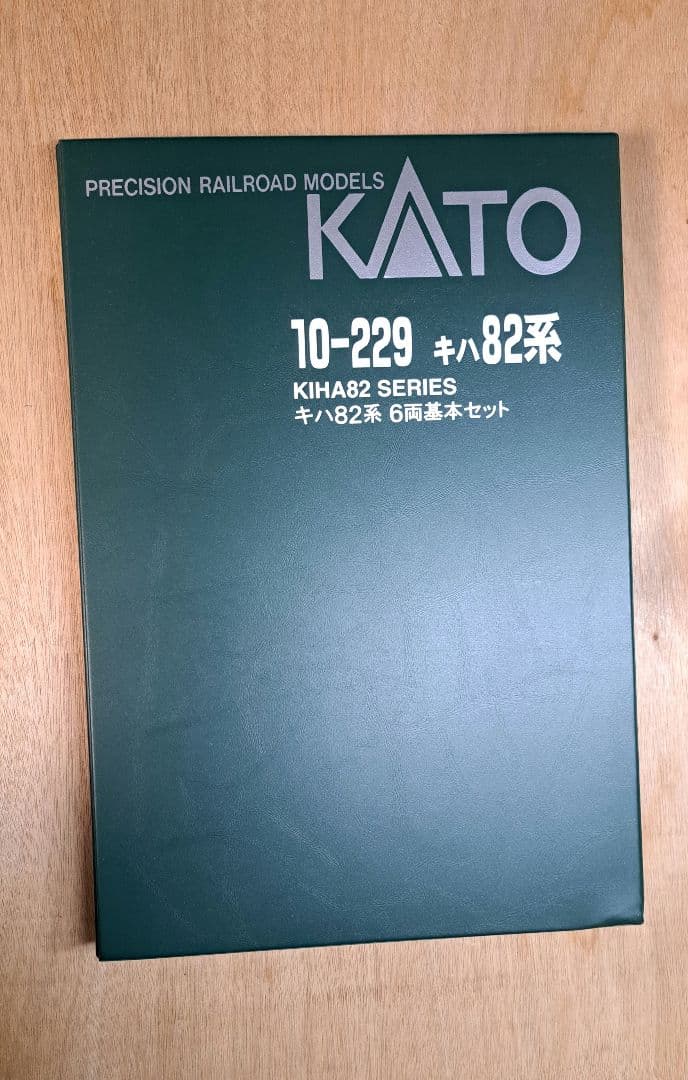 PRECISION RAILROAD MODELS
KATO
10-229 キハ82系
KIHA82 SERIES
キハ82系 6両基本セット